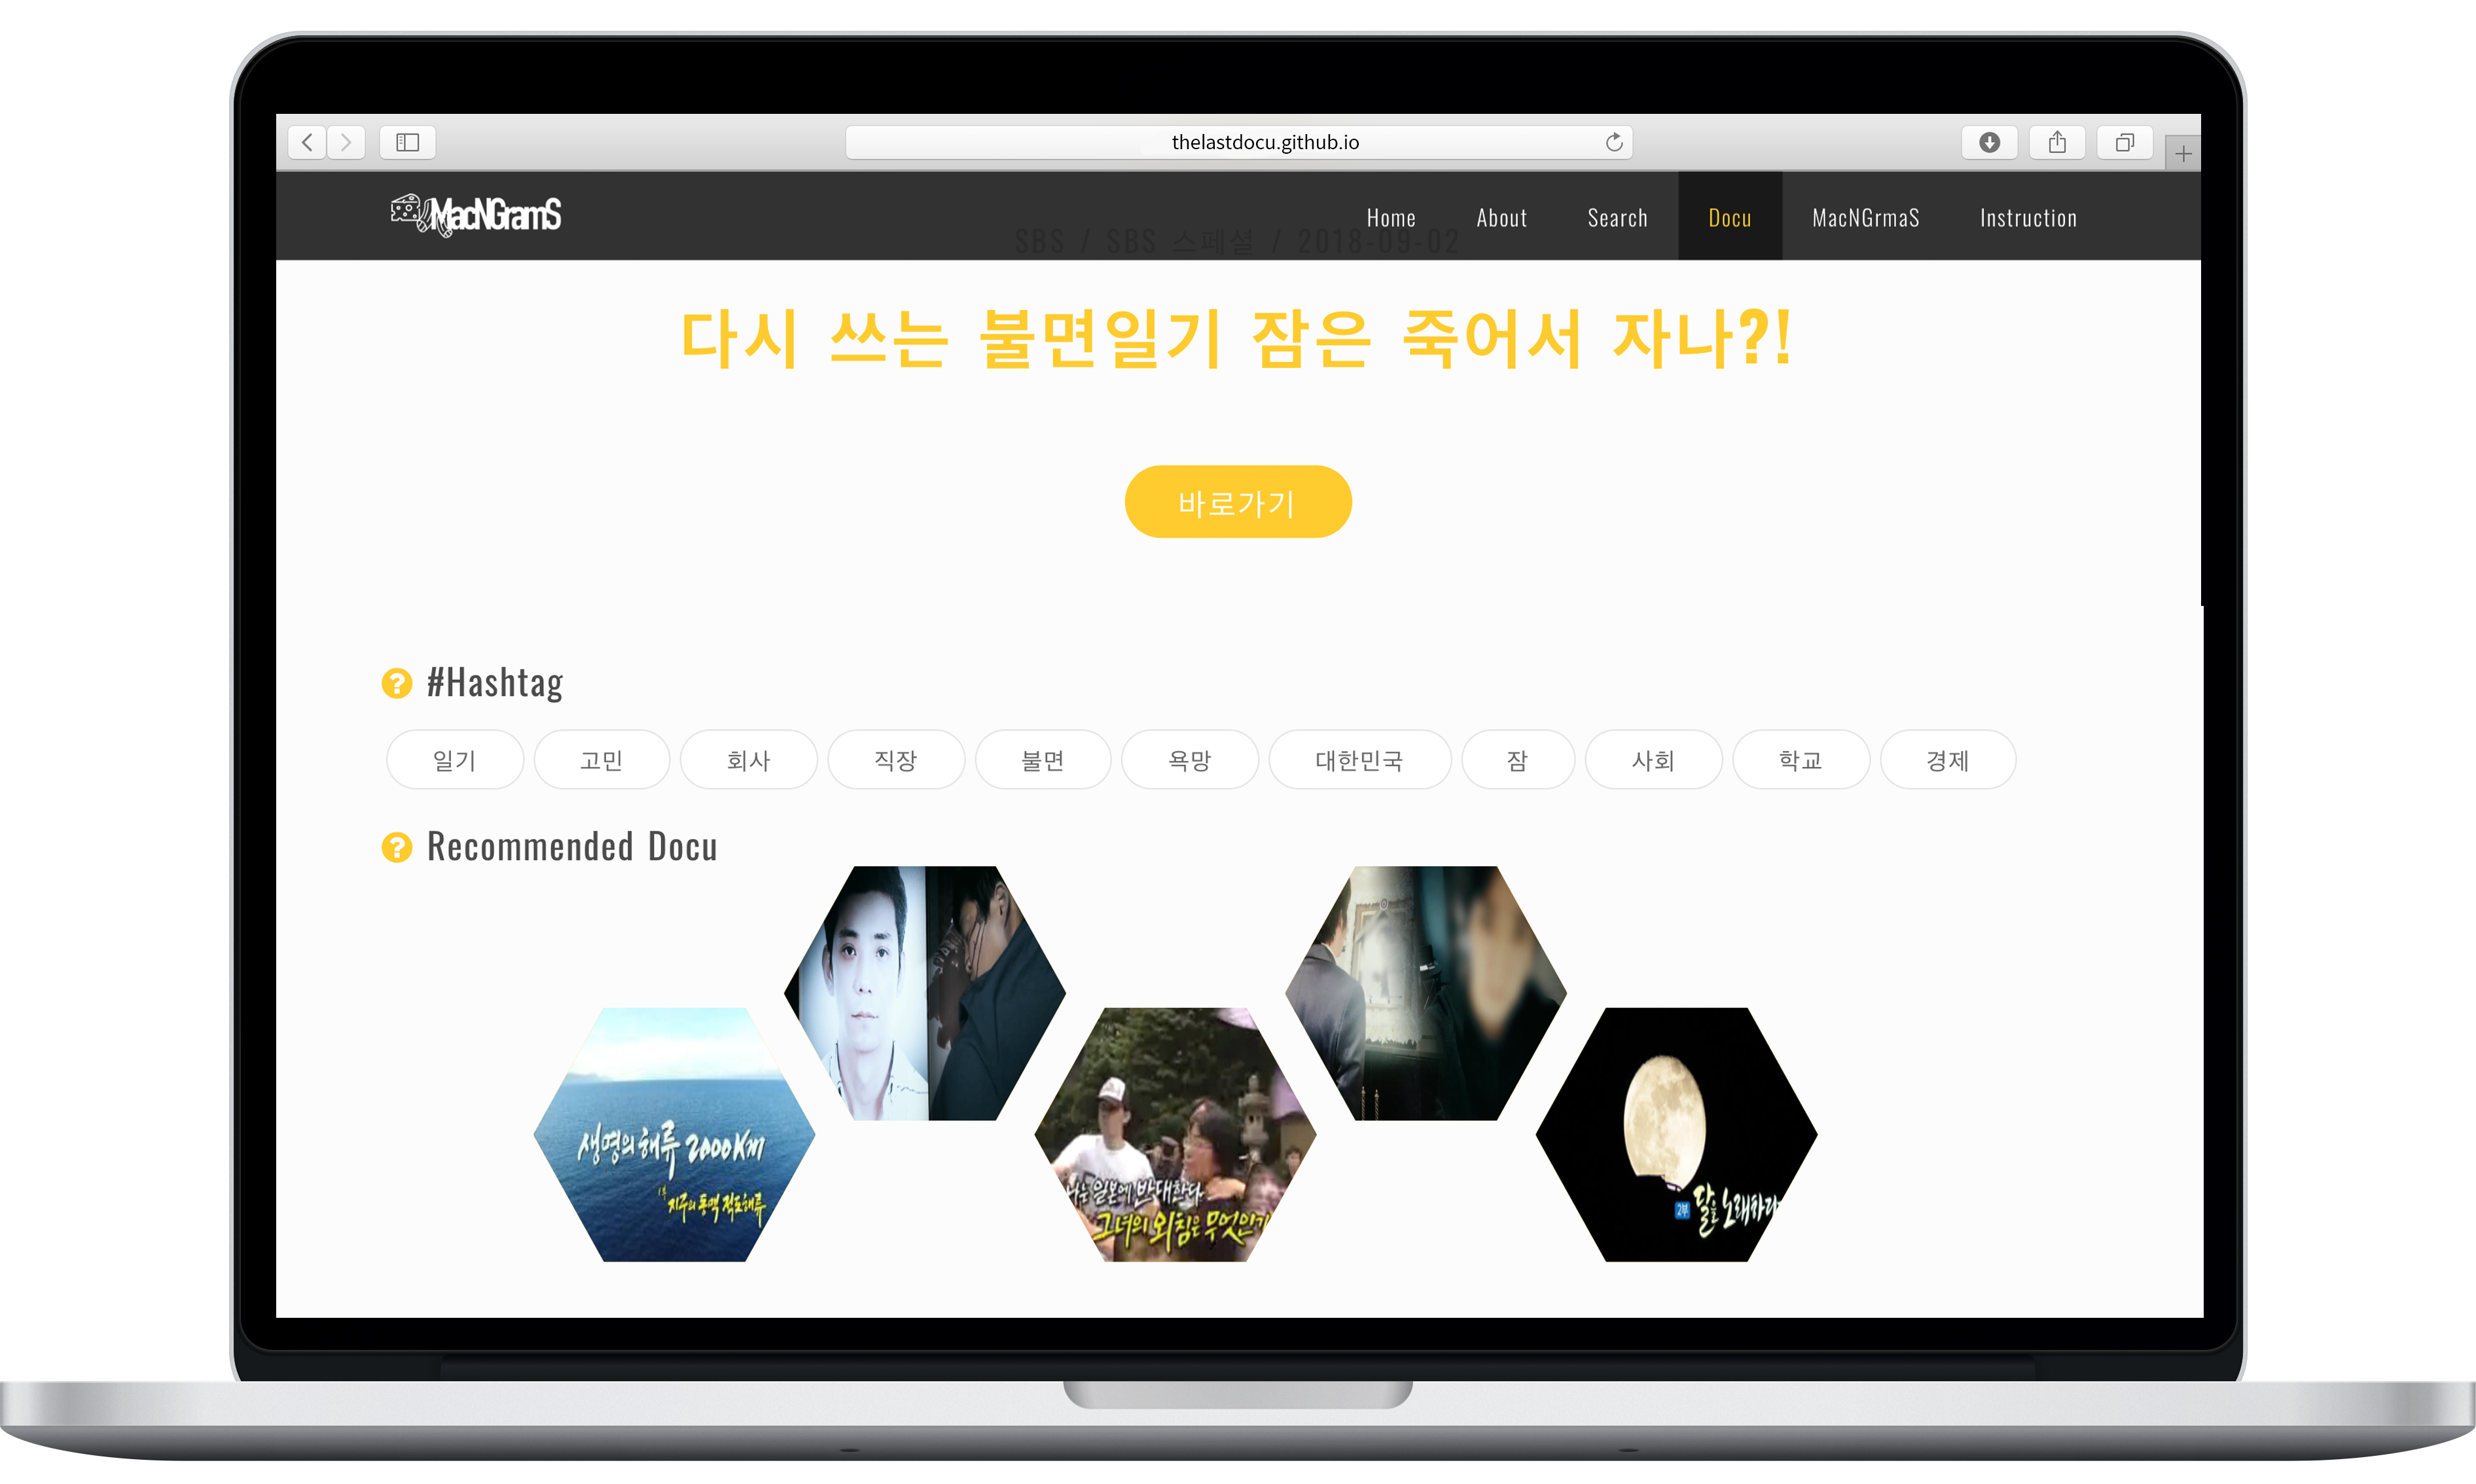 thelastdocu.github.io
MacNGramS
Home About Search Docu MacNGrmaS Instruction
SBS / SBS 스페셜 / 2018-09-02
다시 쓰는 불면일기 잠은 죽어서 자나?!
바로가기
#Hashtag
일기 고민 회사 직장 불면 욕망 대한민국 잠 사회 학교 경제
Recommended Docu
생명의 해류 2000Km
1부 지구의 동맥 적도해류
나는 일본에 반대한다.
그녀의 외침은 무엇인가
2부 달을 노래하다